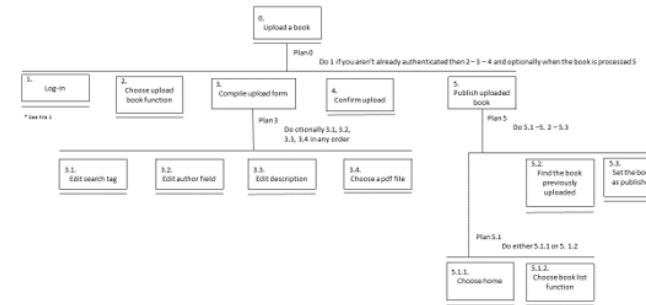 0.
Upload a book
Plan 0
Do 1 if you aren't already authenticated then 2 – 3 – 4 and optionally when the book is processed 5
1.
Log-in
2.
Choose upload
book function
3.
Compile upload form
4.
Confirm upload
5.
Publish uploaded
book
Plan 3
Do otionally 3.1, 3.2,
3.3, 3.4 in any order
Plan 5
Do 5.1 –5. 2 – 5.3
3.1.
Edit search tag
3.2.
Edit author field
3.3.
Edit description
3.4.
Choose a pdf file
5.2.
Find the book
previously
uploaded
5.3.
Set the boo
as publishe
Plan 5.1
Do either 5.1.1 or 5. 1.2
5.1.1.
Choose home
5.1.2.
Choose book list
function